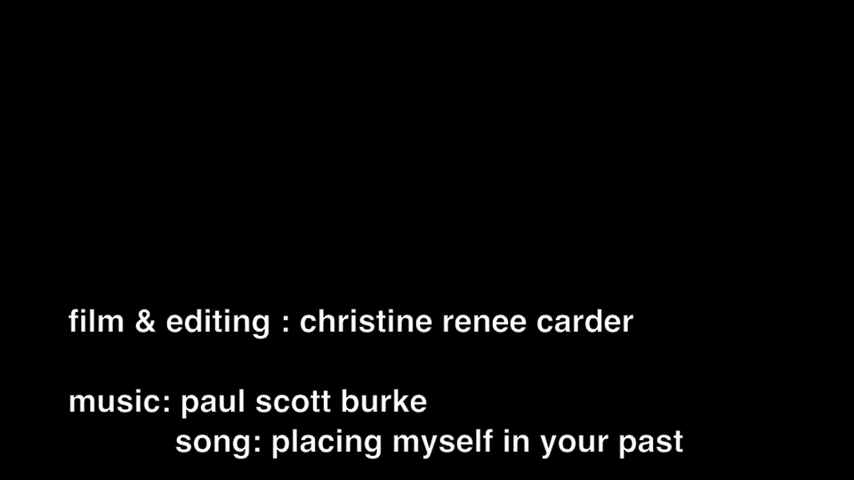 film & editing : christine renee carder
music: paul scott burke
song: placing myself in your past